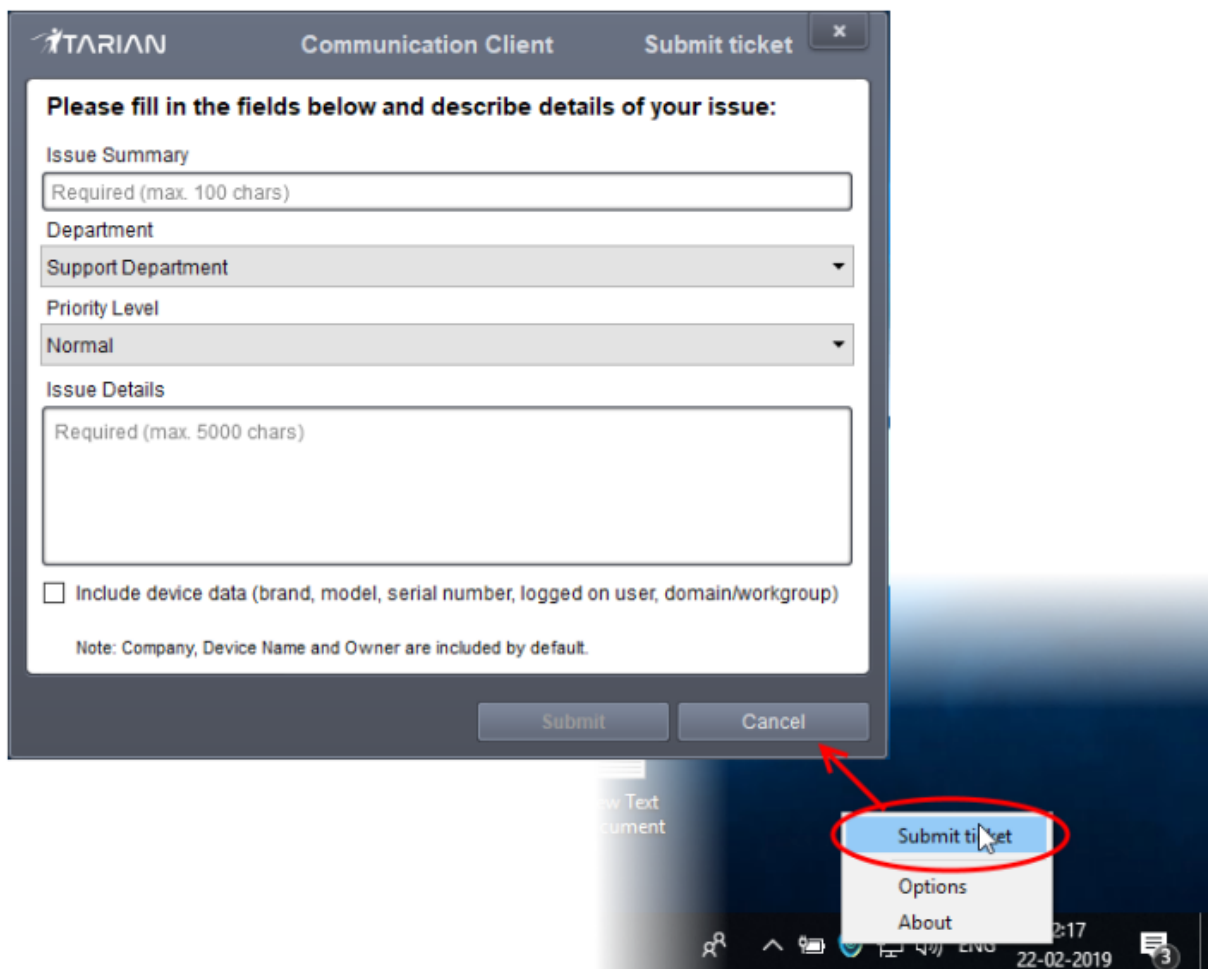 iTARIAN Communication Client Submit ticket
Please fill in the fields below and describe details of your issue:
Issue Summary
Required (max. 100 chars)
Department
Support Department
Priority Level
Normal
Issue Details
Required (max. 5000 chars)
Include device data (brand, model, serial number, logged on user, domain/workgroup)
Note: Company, Device Name and Owner are included by default.
Submit Cancel
Text
Submit ticket
Options
About
ENG
22-02-2019
3